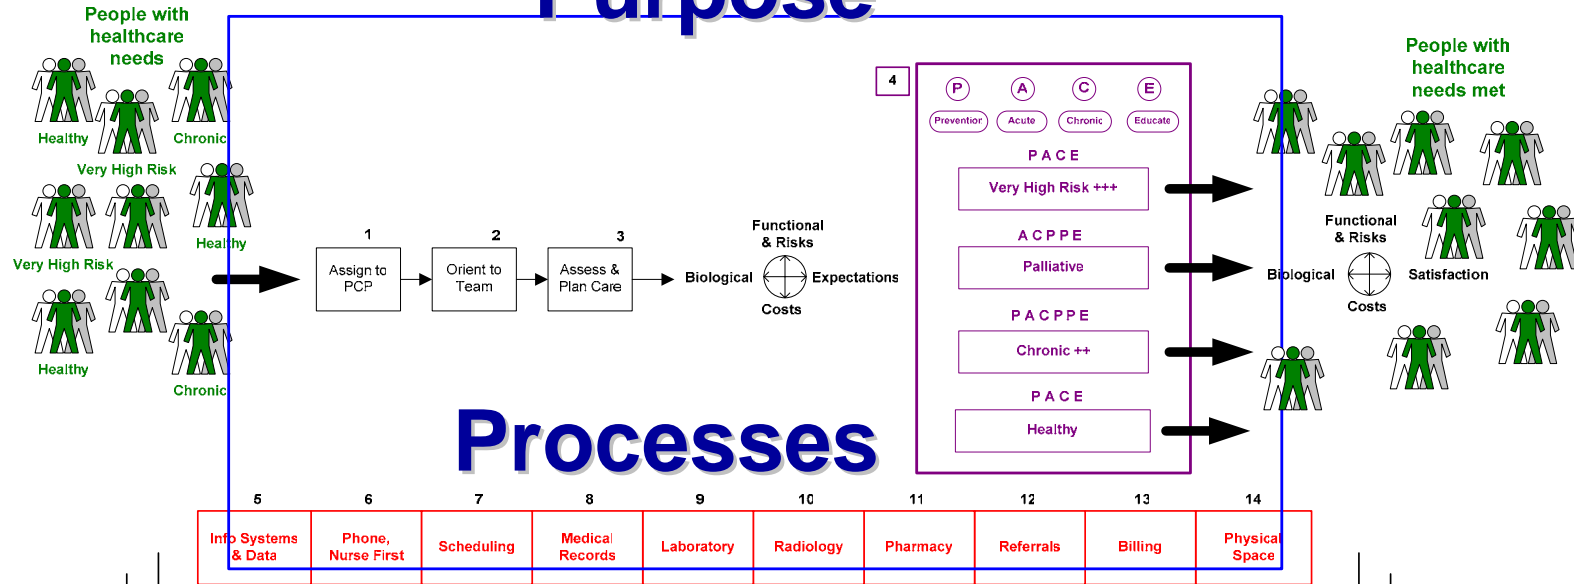 Purpose
People with
healthcare
needs
Healthy
Chronic
Very High Risk
Healthy
Very High Risk
Healthy
Chronic
1
Assign to
PCP
2
Orient to
Team
3
Assess &
Plan Care
Functional
& Risks
Biological
Expectations
Costs
4
P
A
C
E
Prevention
Acute
Chronic
Educate
P A C E
Very High Risk +++
A C P P E
Palliative
P A C P P E
Chronic ++
P A C E
Healthy
People with
healthcare
needs met
Functional
& Risks
Biological
Satisfaction
Costs
Processes
5
6
7
8
9
10
11
12
13
14
Info Systems
& Data
Phone,
Nurse First
Scheduling
Medical
Records
Laboratory
Radiology
Pharmacy
Referrals
Billing
Physical
Space